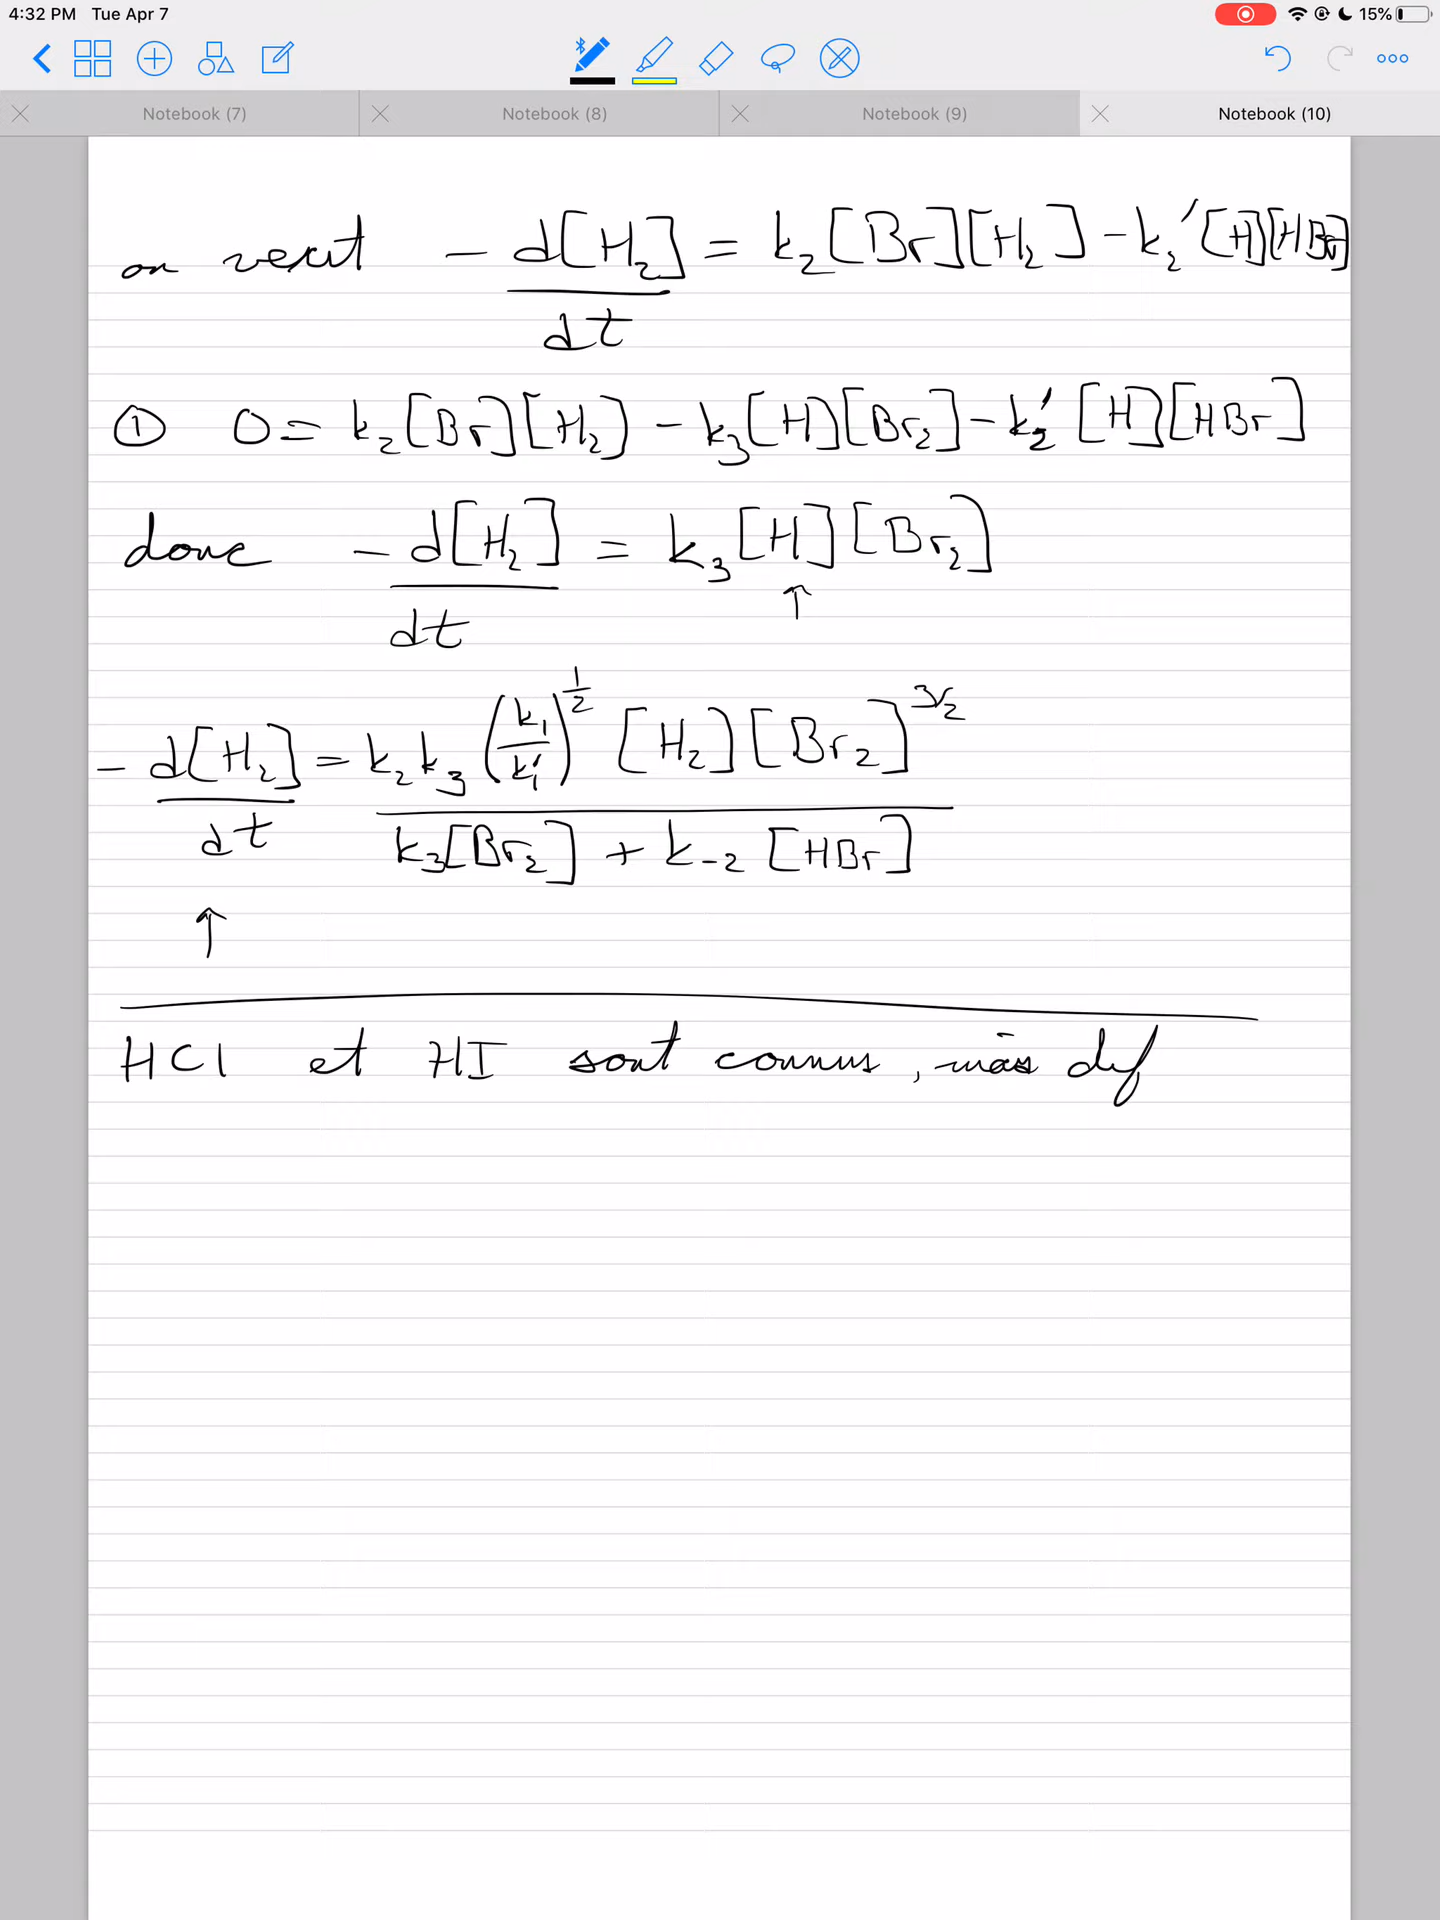 4:32 PM Tue Apr 7 15%
Notebook (7) Notebook (8) Notebook (9) Notebook (10)
on veut - d[H₂]/dt = k₂[Br][H₂] - k₂'[H][HBr]
① 0 = k₂[Br][H₂] - k₃[H][Br₂] - k₂'[H][HBr]
donc - d[H₂]/dt = k₃[H][Br₂]
↑
- d[H₂]/dt = k₂k₃(k₁/k₁')^1/2 [H₂][Br₂]^3/2 / k₃[Br₂] + k₋₂[HBr]
↑
HCl et HI sont connus, mais dif